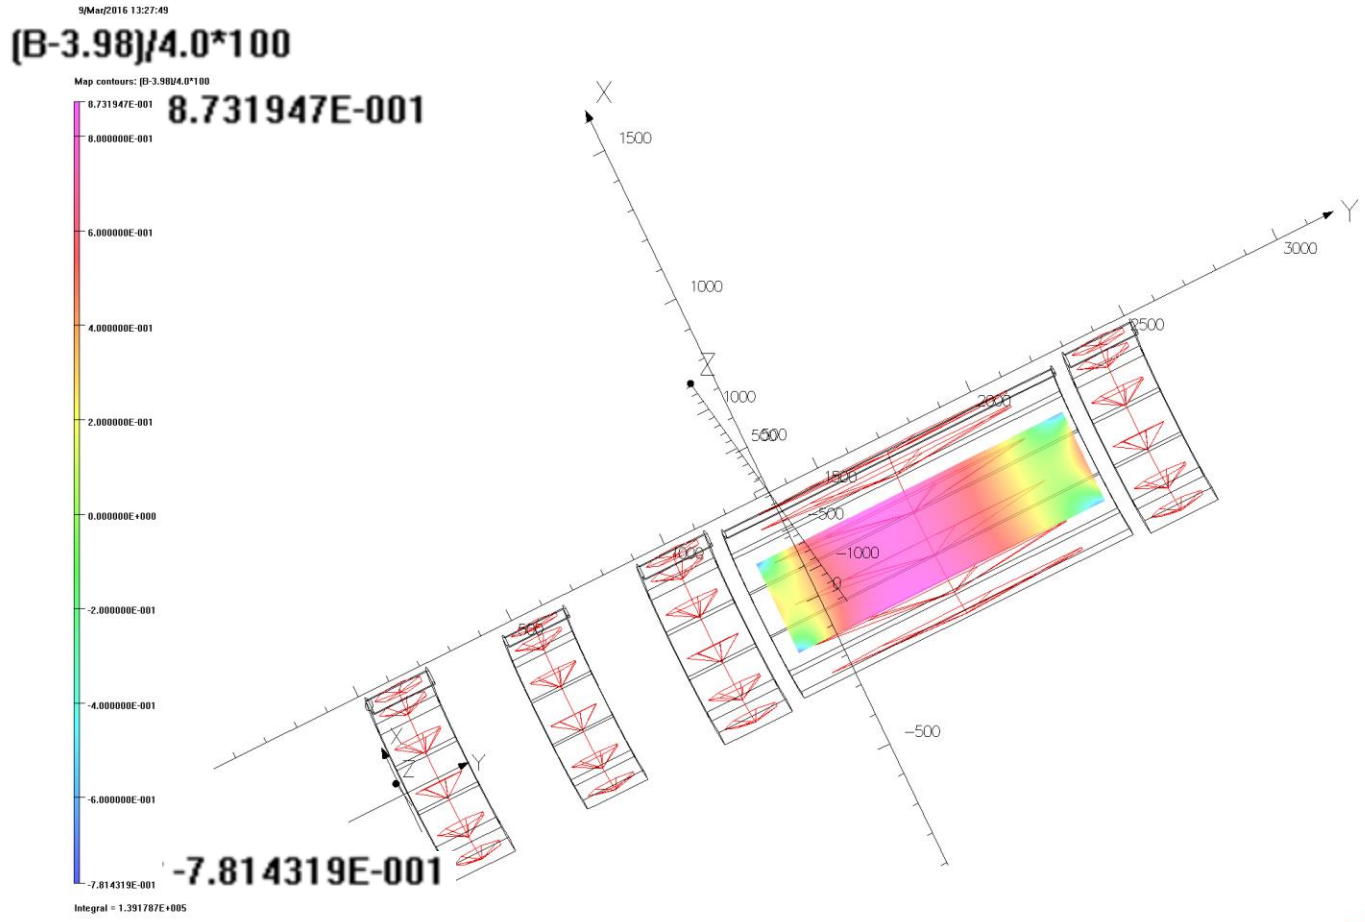 9/Mar/2016 13:27:49
(B-3.98)/4.0*100
Map contours: (B-3.98)/4.0*100
8.731947E-001
8.731947E-001
8.000000E-001
6.000000E-001
4.000000E-001
2.000000E-001
0.000000E+000
-2.000000E-001
-4.000000E-001
-6.000000E-001
-7.814319E-001
-7.814319E-001
Integral = 1.391787E+005
X
1500
1000
Y
3000
2500
Z
1000
500
500
2000
1500
-500
-1000
0
1000
500
-500
X
Z
Y